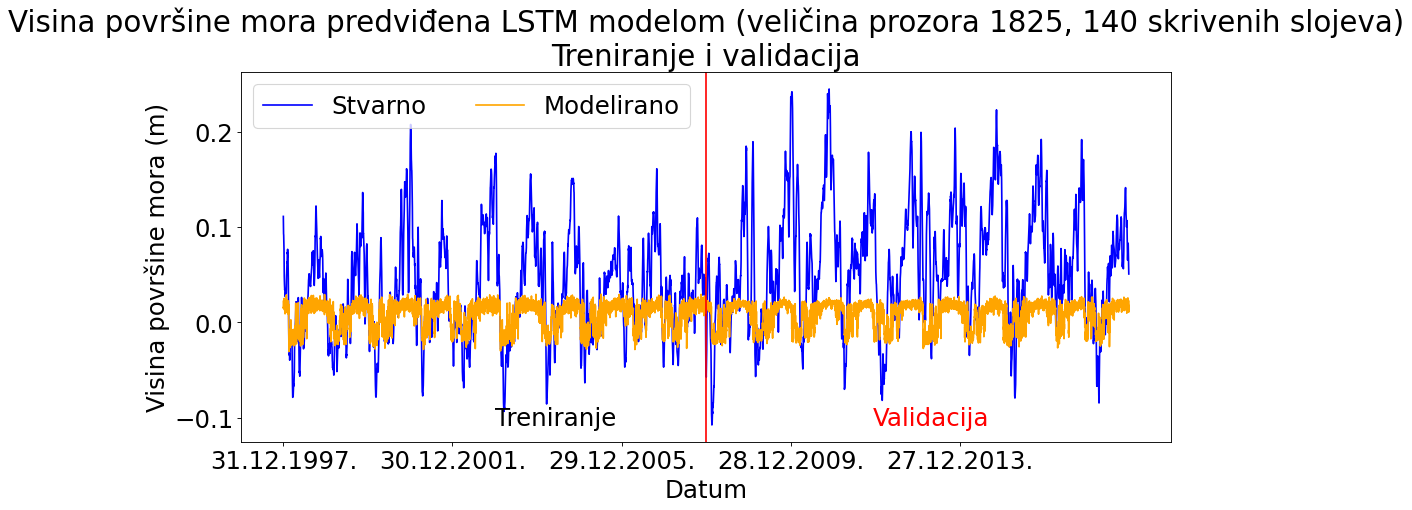 Visina površine mora predviđena LSTM modelom (veličina prozora 1825, 140 skrivenih slojeva)
Treniranje i validacija
Stvarno
Modelirano
Visina površine mora (m)
0.2
0.1
0.0
−0.1
Treniranje
Validacija
31.12.1997.
30.12.2001.
29.12.2005.
28.12.2009.
27.12.2013.
Datum